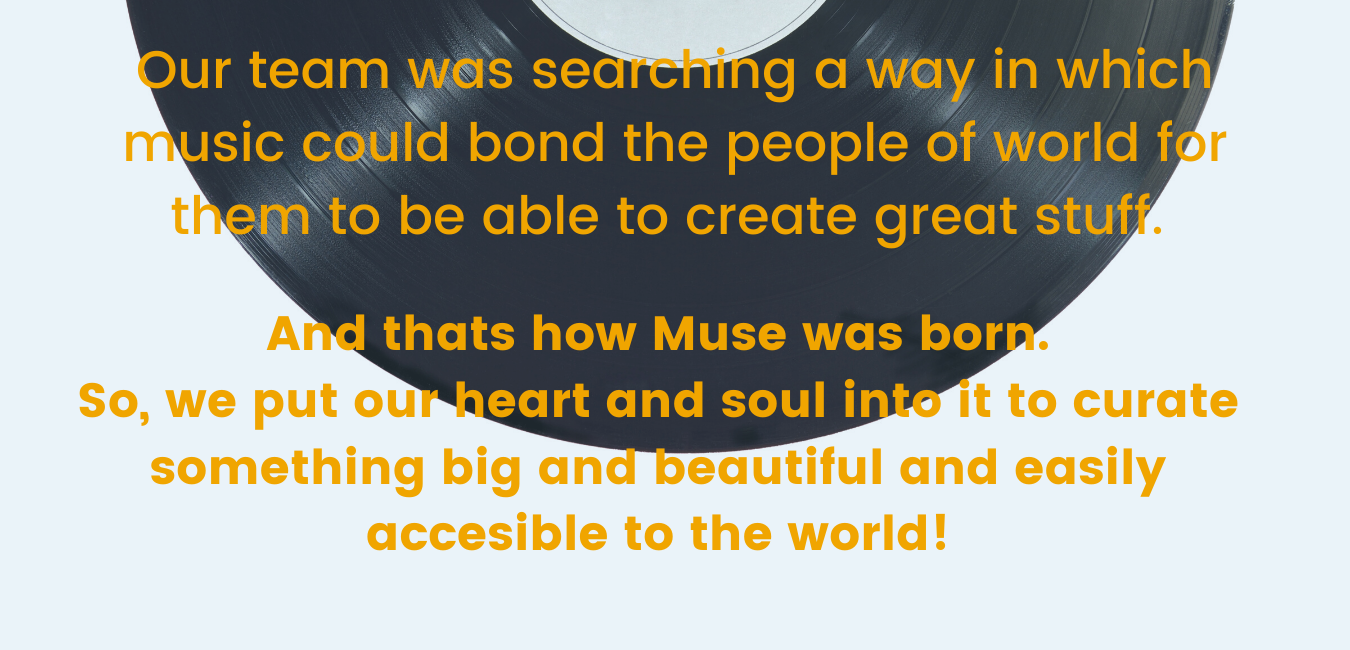 Our team was searching a way in which
music could bond the people of world for
them to be able to create great stuff.
And thats how Muse was born.
So, we put our heart and soul into it to curate
something big and beautiful and easily
accesible to the world!